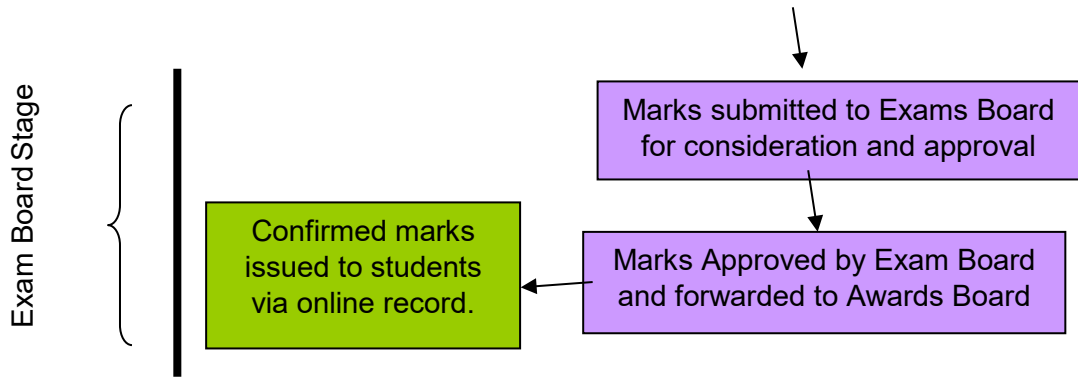 Exam Board Stage
Marks submitted to Exams Board
for consideration and approval
Confirmed marks
issued to students
via online record.
Marks Approved by Exam Board
and forwarded to Awards Board